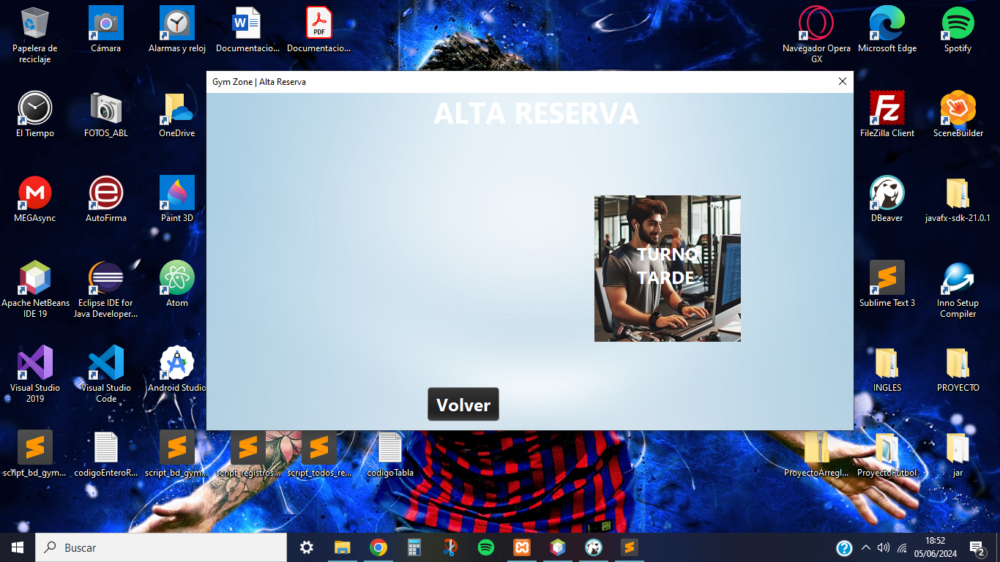 Papelera de
reciclaje
Cámara
Alarmas y reloj
Documentacio...
Documentacio...
PDF
Navegador Opera
GX
Microsoft Edge
Spotify
Gym Zone | Alta Reserva
ALTA RESERVA
El Tiempo
FOTOS_ABL
OneDrive
FileZilla Client
SceneBuilder
MEGAsync
AutoFirma
Paint 3D
DBeaver
javafx-sdk-21.0.1
TURNO
TARDE
Apache NetBeans
IDE 19
Eclipse IDE for
Java Developer...
Atom
Sublime Text 3
Inno Setup
Compiler
Visual Studio
2019
Visual Studio
Code
Android Studio
INGLES
PROYECTO
Volver
script_bd_gym...
codigoEnteroR...
script_bd_gym...
script_registros...
script_todos_re...
codigoTabla
ProyectoArregl...
ProyectoFutbol
jar
Buscar
18:52
05/06/2024
2